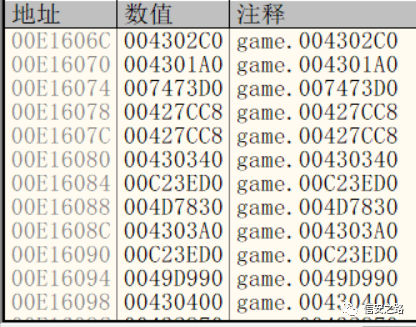 地址 数值 注释
00E1606C 004302C0 game.004302C0
00E16070 004301A0 game.004301A0
00E16074 007473D0 game.007473D0
00E16078 00427CC8 game.00427CC8
00E1607C 00427CC8 game.00427CC8
00E16080 00430340 game.00430340
00E16084 00C23ED0 game.00C23ED0
00E16088 004D7830 game.004D7830
00E1608C 004303A0 game.004303A0
00E16090 00C23ED0 game.00C23ED0
00E16094 0049D990 game.0049D990
00E16098 00430400 game.00430400
信安之路